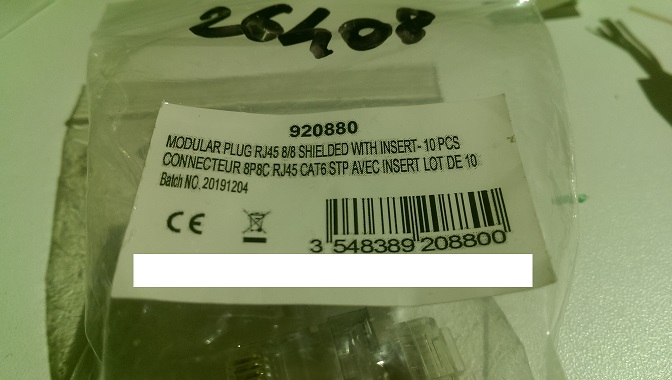 26408
920880
MODULAR PLUG RJ45 8/8 SHIELDED WITH INSERT- 10 PCS
CONNECTEUR 8P8C RJ45 CAT6 STP AVEC INSERT LOT DE 10
Batch NO. 20191204
CE
3 548389 208800